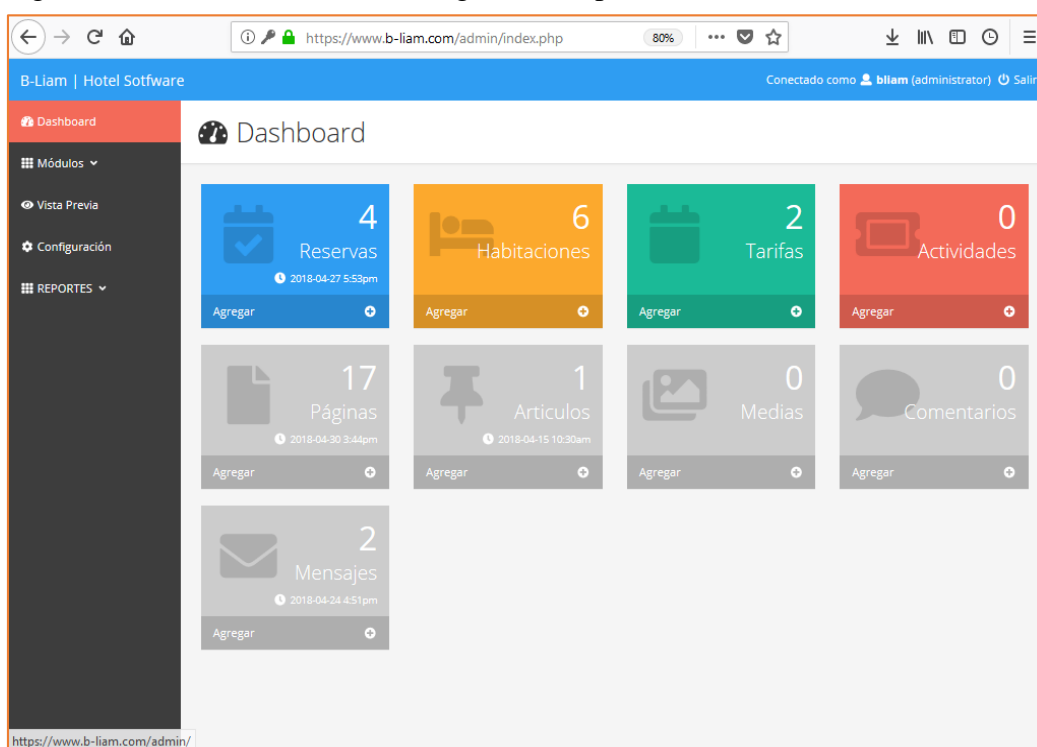 https://www.b-liam.com/admin/index.php
80%
B-Liam | Hotel Sotfware
Conectado como bliam (administrator) Salir
Dashboard
Módulos
Vista Previa
Configuración
REPORTES
Dashboard
4
Reservas
2018-04-27 5:53pm
Agregar
6
Habitaciones
Agregar
2
Tarifas
Agregar
0
Actividades
Agregar
17
Páginas
2018-04-30 3:44pm
Agregar
1
Articulos
2018-04-15 10:30am
Agregar
0
Medias
Agregar
0
Comentarios
Agregar
2
Mensajes
2018-04-24 4:51pm
Agregar
https://www.b-liam.com/admin/